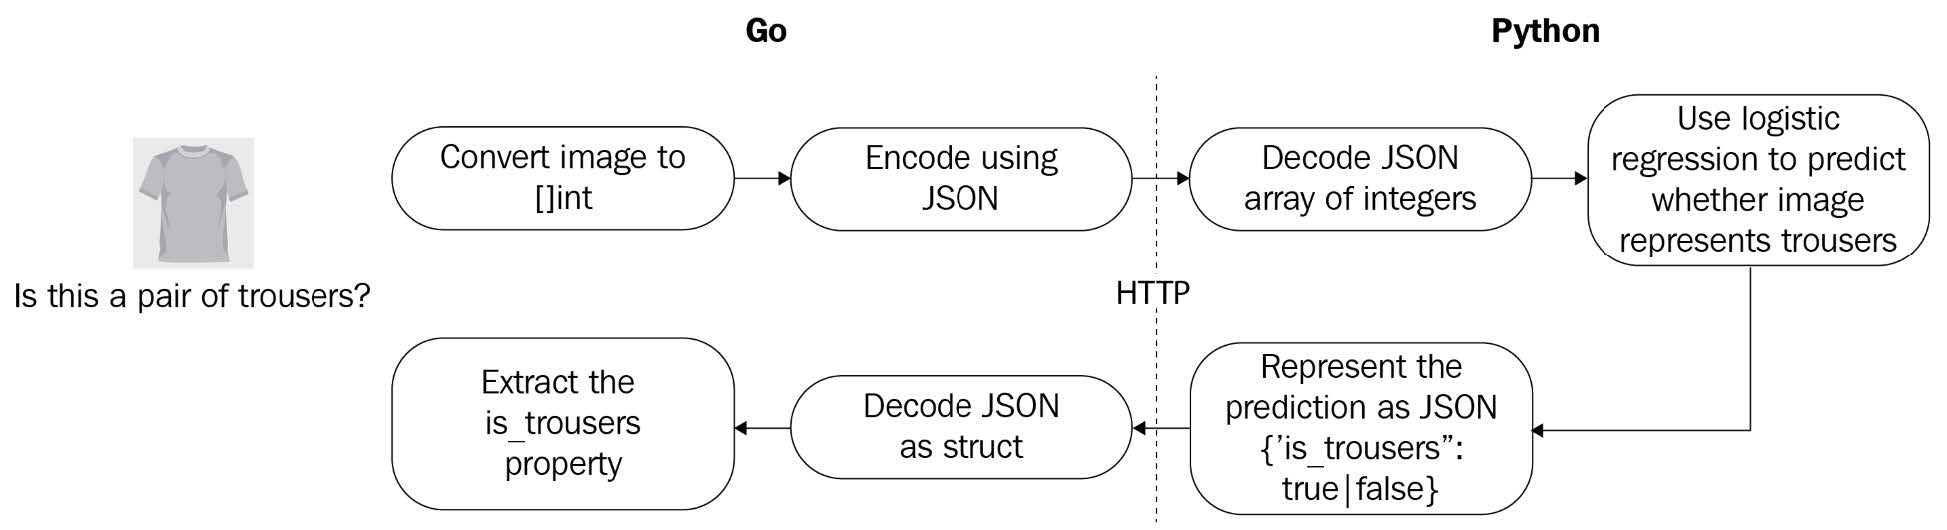 Go
Python
Is this a pair of trousers?
Convert image to
[]int
Encode using
JSON
HTTP
Decode JSON
array of integers
Use logistic
regression to predict
whether image
represents trousers
Represent the
prediction as JSON
{’is_trousers”:
true|false}
Decode JSON
as struct
Extract the
is_trousers
property